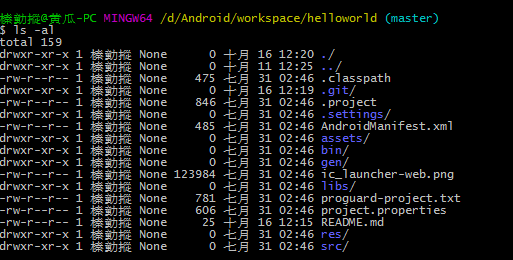 榛勭摐@黄瓜-PC MINGW64 /d/Android/workspace/helloworld (master)
$ ls -al
total 159
drwxr-xr-x 1 榛勭摐 None 0 十月 16 12:20 ./
drwxr-xr-x 1 榛勭摐 None 0 十月 11 12:25 ../
-rw-r--r-- 1 榛勭摐 None 475 七月 31 02:46 .classpath
drwxr-xr-x 1 榛勭摐 None 0 十月 16 12:19 .git/
-rw-r--r-- 1 榛勭摐 None 846 七月 31 02:46 .project
drwxr-xr-x 1 榛勭摐 None 0 七月 31 02:46 .settings/
-rw-r--r-- 1 榛勭摐 None 485 七月 31 02:46 AndroidManifest.xml
drwxr-xr-x 1 榛勭摐 None 0 七月 31 02:46 assets/
drwxr-xr-x 1 榛勭摐 None 0 七月 31 02:46 bin/
drwxr-xr-x 1 榛勭摐 None 0 七月 31 02:46 gen/
-rw-r--r-- 1 榛勭摐 None 123984 七月 31 02:46 ic_launcher-web.png
drwxr-xr-x 1 榛勭摐 None 0 七月 31 02:46 libs/
-rw-r--r-- 1 榛勭摐 None 781 七月 31 02:46 proguard-project.txt
-rw-r--r-- 1 榛勭摐 None 606 七月 31 02:46 project.properties
-rw-r--r-- 1 榛勭摐 None 25 十月 16 12:15 README.md
drwxr-xr-x 1 榛勭摐 None 0 七月 31 02:46 res/
drwxr-xr-x 1 榛勭摐 None 0 七月 31 02:46 src/